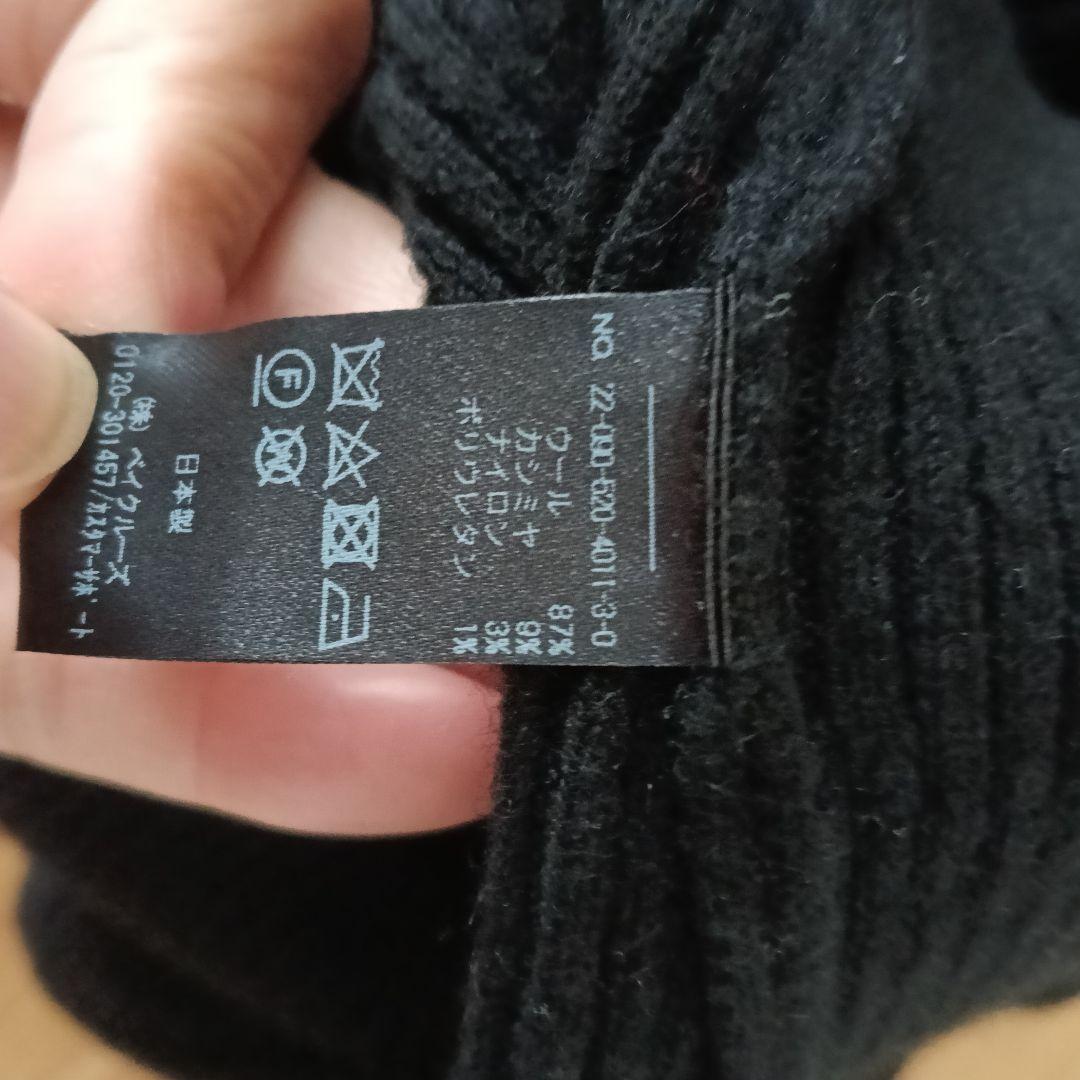 NO. 22-080-520-4011-3-0
ウール 87%
カシミヤ 9%
ナイロン 3%
ポリウレタン 1%
F
W
日本製
(株)ベイクルーズ
0120-301457/カスタマーサポート